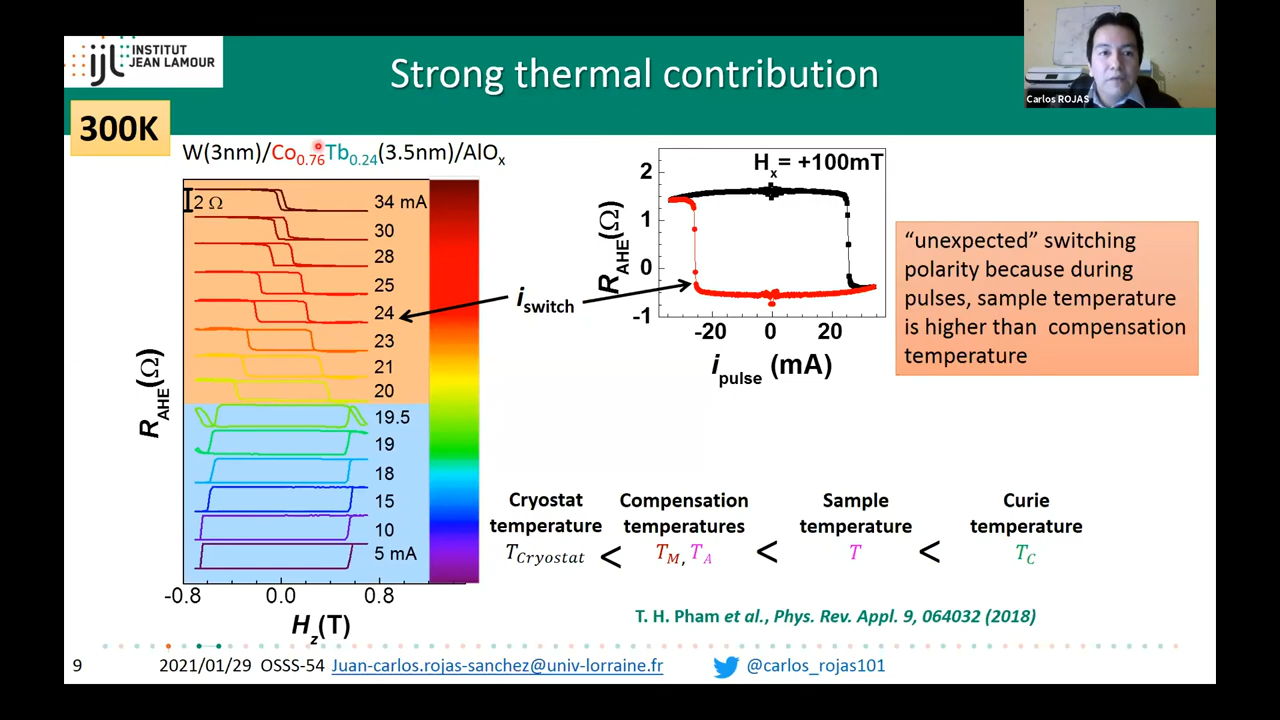 INSTITUT
JEAN LAMOUR
ijL
Strong thermal contribution
Carlos ROJAS
300K
W(3nm)/Co0.76Tb0.24(3.5nm)/AlOx
2 Ω
34 mA
30
28
25
24
23
21
20
19.5
19
18
15
10
5 mA
RAHE(Ω)
-0.8
0.0
0.8
Hz(T)
iswitch
Hx= +100mT
2
1
0
-1
RAHE(Ω)
-20
0
20
ipulse (mA)
“unexpected” switching
polarity because during
pulses, sample temperature
is higher than compensation
temperature
Cryostat
temperature
TCryostat
<
Compensation
temperatures
TM, TA
<
Sample
temperature
T
<
Curie
temperature
TC
T. H. Pham et al., Phys. Rev. Appl. 9, 064032 (2018)
9
2021/01/29 OSSS-54 Juan-carlos.rojas-sanchez@univ-lorraine.fr
@carlos_rojas101